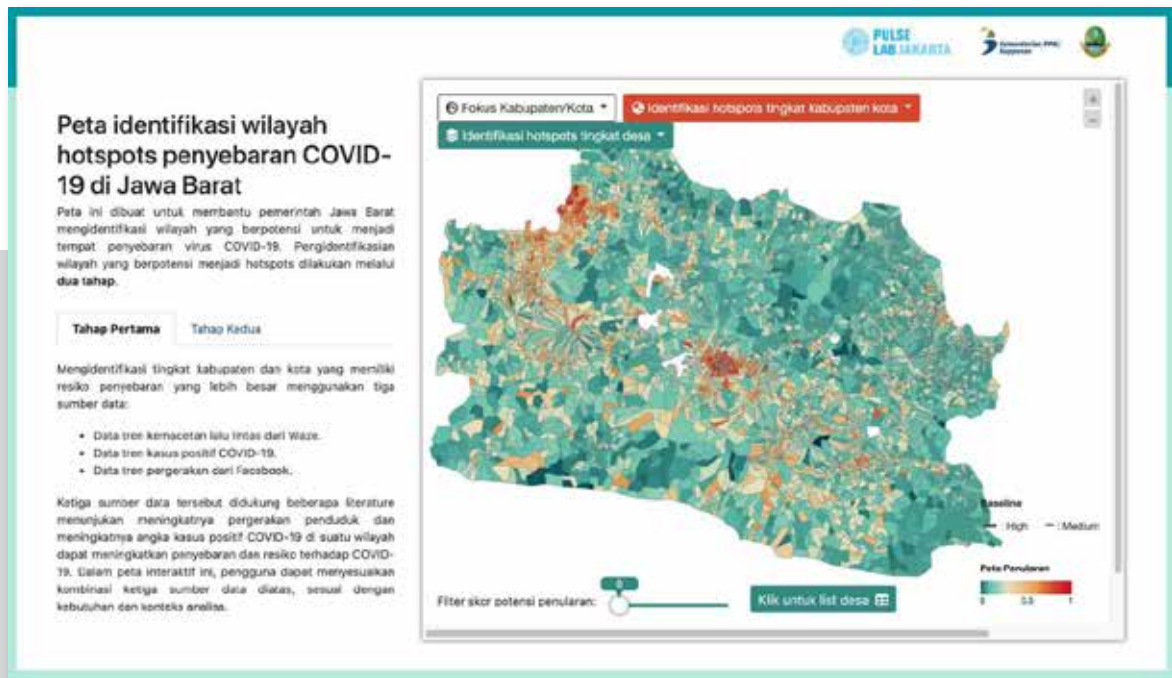 PULSE
LAB JAKARTA
Kementerian PPN/
Bappenas
Peta identifikasi wilayah
hotspots penyebaran COVID-
19 di Jawa Barat
Peta ini dibuat untuk membantu pemerintah Jawa Barat
mengidentifikasi wilayah yang berpotensi untuk menjadi
tempat penyebaran virus COVID-19. Pengidentifikasian
wilayah yang berpotensi menjadi hotspots dilakukan melalui
dua tahap.
Tahap Pertama Tahap Kedua
Mengidentifikasi tingkat kabupaten dan kota yang memiliki
resiko penyebaran yang lebih besar menggunakan tiga
sumber data:
• Data tren kemacetan lalu lintas dari Waze.
• Data tren kasus positif COVID-19.
• Data tren pergerakan dari Facebook.
Ketiga sumber data tersebut didukung beberapa literature
menunjukan meningkatnya pergerakan penduduk dan
meningkatnya angka kasus positif COVID-19 di suatu wilayah
dapat meningkatkan penyebaran dan resiko terhadap COVID-
19. Dalam peta interaktif ini, pengguna dapat menyesuaikan
kombinasi ketiga sumber data diatas, sesuai dengan
kebutuhan dan konteks analisa.
Fokus Kabupaten/Kota
Identifikasi hotspots tingkat kabupaten kota
Identifikasi hotspots tingkat desa
+
−
Baseline
High Medium
Peta Penularan
0 0.5 1
0
Filter skor potensi penularan:
Klik untuk list desa